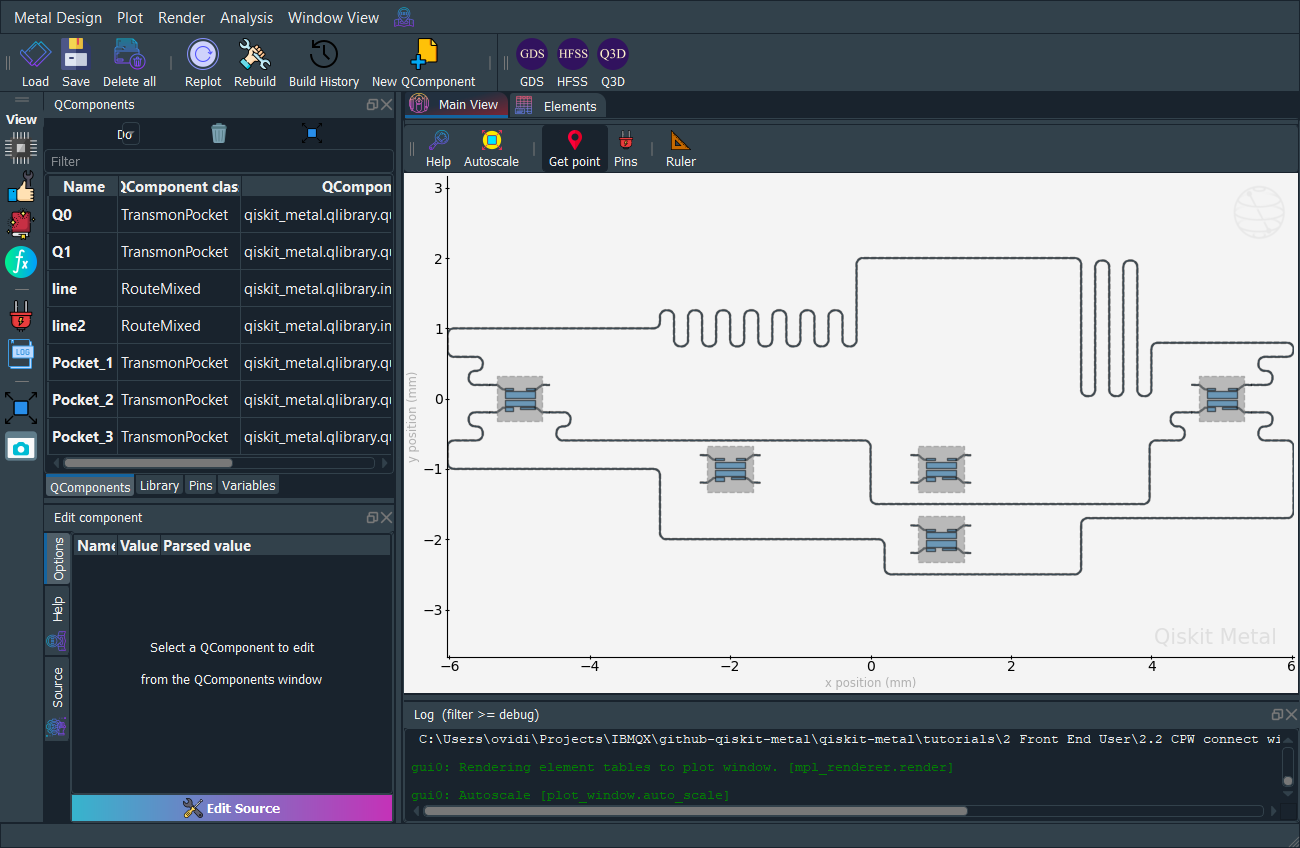 Metal Design Plot Render Analysis Window View
GDS HFSS Q3D
Load Save Delete all Replot Rebuild Build History New QComponent GDS HFSS Q3D
View
QComponents
Main View Elements
Do
Filter
Help Autoscale Get point Pins Ruler
Name QComponent clas QCompon
Q0 TransmonPocket qiskit_metal.qlibrary.qu
Q1 TransmonPocket qiskit_metal.qlibrary.qu
line RouteMixed qiskit_metal.qlibrary.in
line2 RouteMixed qiskit_metal.qlibrary.in
Pocket_1 TransmonPocket qiskit_metal.qlibrary.qu
Pocket_2 TransmonPocket qiskit_metal.qlibrary.qu
Pocket_3 TransmonPocket qiskit_metal.qlibrary.qu
fx
LOG
QComponents Library Pins Variables
Edit component
Options
Help
Source
Name Value Parsed value
Select a QComponent to edit
from the QComponents window
Edit Source
3
2
1
0
−1
−2
−3
y position (mm)
−6 −4 −2 0 2 4 6
x position (mm)
Qiskit Metal
Log (filter >= debug)
C:\Users\ovidi\Projects\IBMQX\github-qiskit-metal\qiskit-metal\tutorials\2 Front End User\2.2 CPW connect wi
gui0: Rendering element tables to plot window. [mpl_renderer.render]
gui0: Autoscale [plot_window.auto_scale]